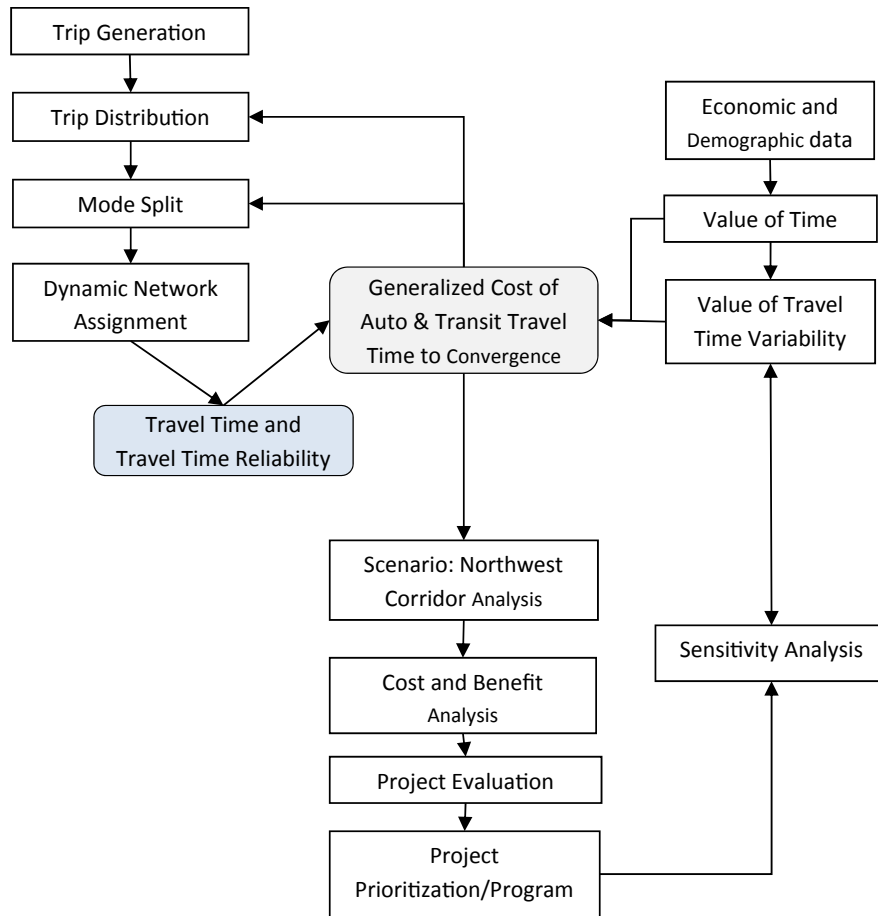 Trip Generation
Trip Distribution
Mode Split
Dynamic Network
Assignment
Travel Time and
Travel Time Reliability
Generalized Cost of
Auto & Transit Travel
Time to Convergence
Economic and
Demographic data
Value of Time
Value of Travel
Time Variability
Scenario: Northwest
Corridor Analysis
Cost and Benefit
Analysis
Project Evaluation
Project
Prioritization/Program
Sensitivity Analysis